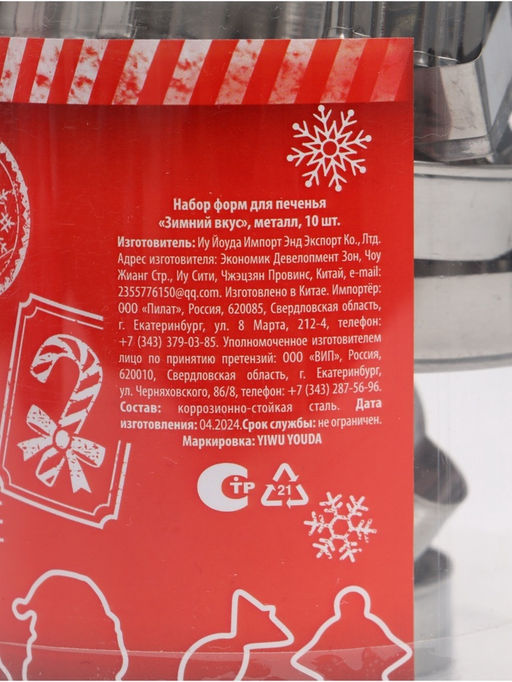 Набор форм для печенья
«Зимний вкус», металл, 10 шт.
Изготовитель: Иу Йоуда Импорт Энд Экспорт Ко., Лтд.
Адрес изготовителя: Экономик Девелопмент Зон, Чоу
Жианг Стр., Иу Сити, Чжэцзян Провинс, Китай, e-mail:
2355776150@qq.com. Изготовлено в Китае. Импортёр:
ООО «Пилат», Россия, 620085, Свердловская область,
г. Екатеринбург, ул. 8 Марта, 212-4, телефон:
+7 (343) 379-03-85. Уполномоченное изготовителем
лицо по принятию претензий: ООО «ВИП», Россия,
620010, Свердловская область, г. Екатеринбург,
ул. Черняховского, 86/8, телефон: +7 (343) 287-56-96.
Состав: коррозионно-стойкая сталь. Дата
изготовления: 04.2024.Срок службы: не ограничен.
Маркировка: YIWU YOUDA
СТР 21